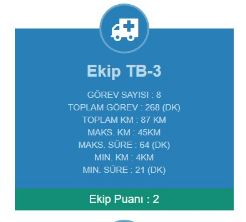 Ekip TB-3
GÖREV SAYISI : 8
TOPLAM GÖREV : 268 (DK)
TOPLAM KM : 87 KM
MAKS. KM : 45KM
MAKS. SÜRE : 64 (DK)
MIN. KM : 4KM
MIN. SÜRE : 21 (DK)
Ekip Puanı : 2